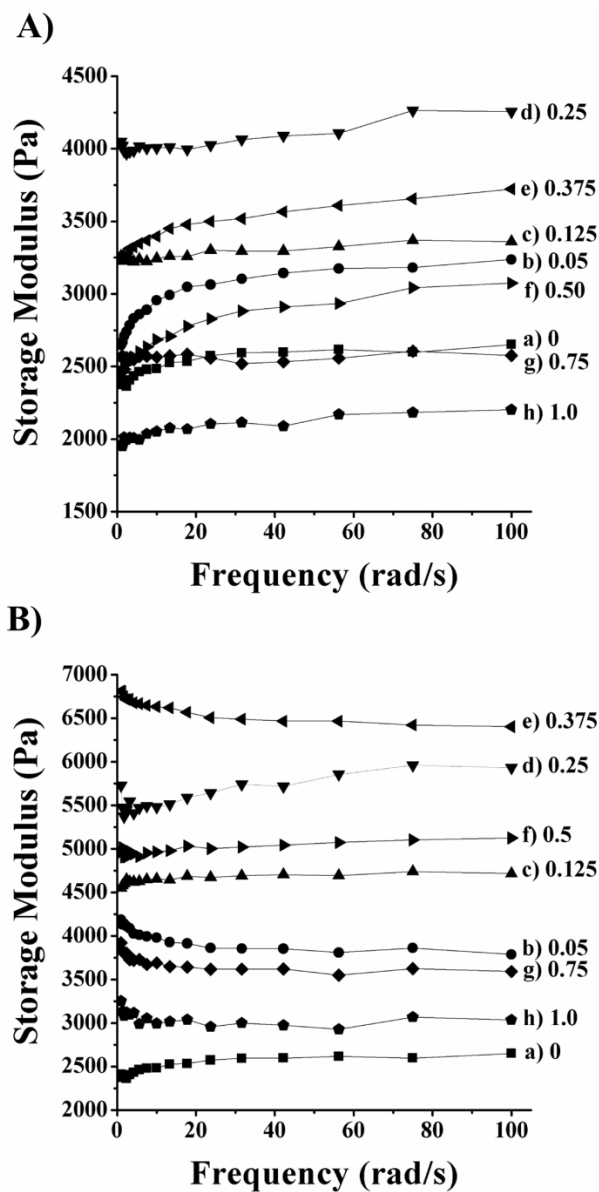 A)
Storage Modulus (Pa)
4500
4000
3500
3000
2500
2000
1500
d) 0.25
e) 0.375
c) 0.125
b) 0.05
f) 0.50
a) 0
g) 0.75
h) 1.0
0 20 40 60 80 100
Frequency (rad/s)
B)
Storage Modulus (Pa)
7000
6500
6000
5500
5000
4500
4000
3500
3000
2500
2000
e) 0.375
d) 0.25
f) 0.5
c) 0.125
b) 0.05
g) 0.75
h) 1.0
a) 0
0 20 40 60 80 100
Frequency (rad/s)